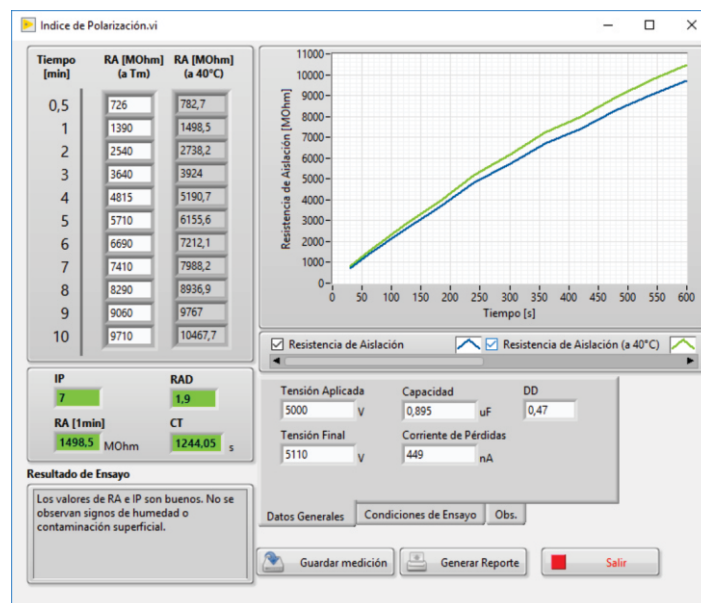 Indice de Polarización.vi
Tiempo [min] RA [MOhm] (a Tm) RA [MOhm] (a 40°C)
0,5 726 782,7
1 1390 1498,5
2 2540 2738,2
3 3640 3924
4 4815 5190,7
5 5710 6155,6
6 6690 7212,1
7 7410 7988,2
8 8290 8936,9
9 9060 9767
10 9710 10467,7
Resistencia de Aislación [MOhm]
11000
10000
9000
8000
7000
6000
5000
4000
3000
2000
1000
0
0 50 100 150 200 250 300 350 400 450 500 550 600
Tiempo [s]
Resistencia de Aislación Resistencia de Aislación (a 40°C)
IP RAD
7 1,9
RA [1min] CT
1498,5 MOhm 1244,05 s
Resultado de Ensayo
Los valores de RA e IP son buenos. No se
observan signos de humedad o
contaminación superficial.
Tensión Aplicada Capacidad DD
5000 V 0,895 uF 0,47
Tensión Final Corriente de Pérdidas
5110 V 449 nA
Datos Generales Condiciones de Ensayo Obs.
Guardar medición Generar Reporte Salir